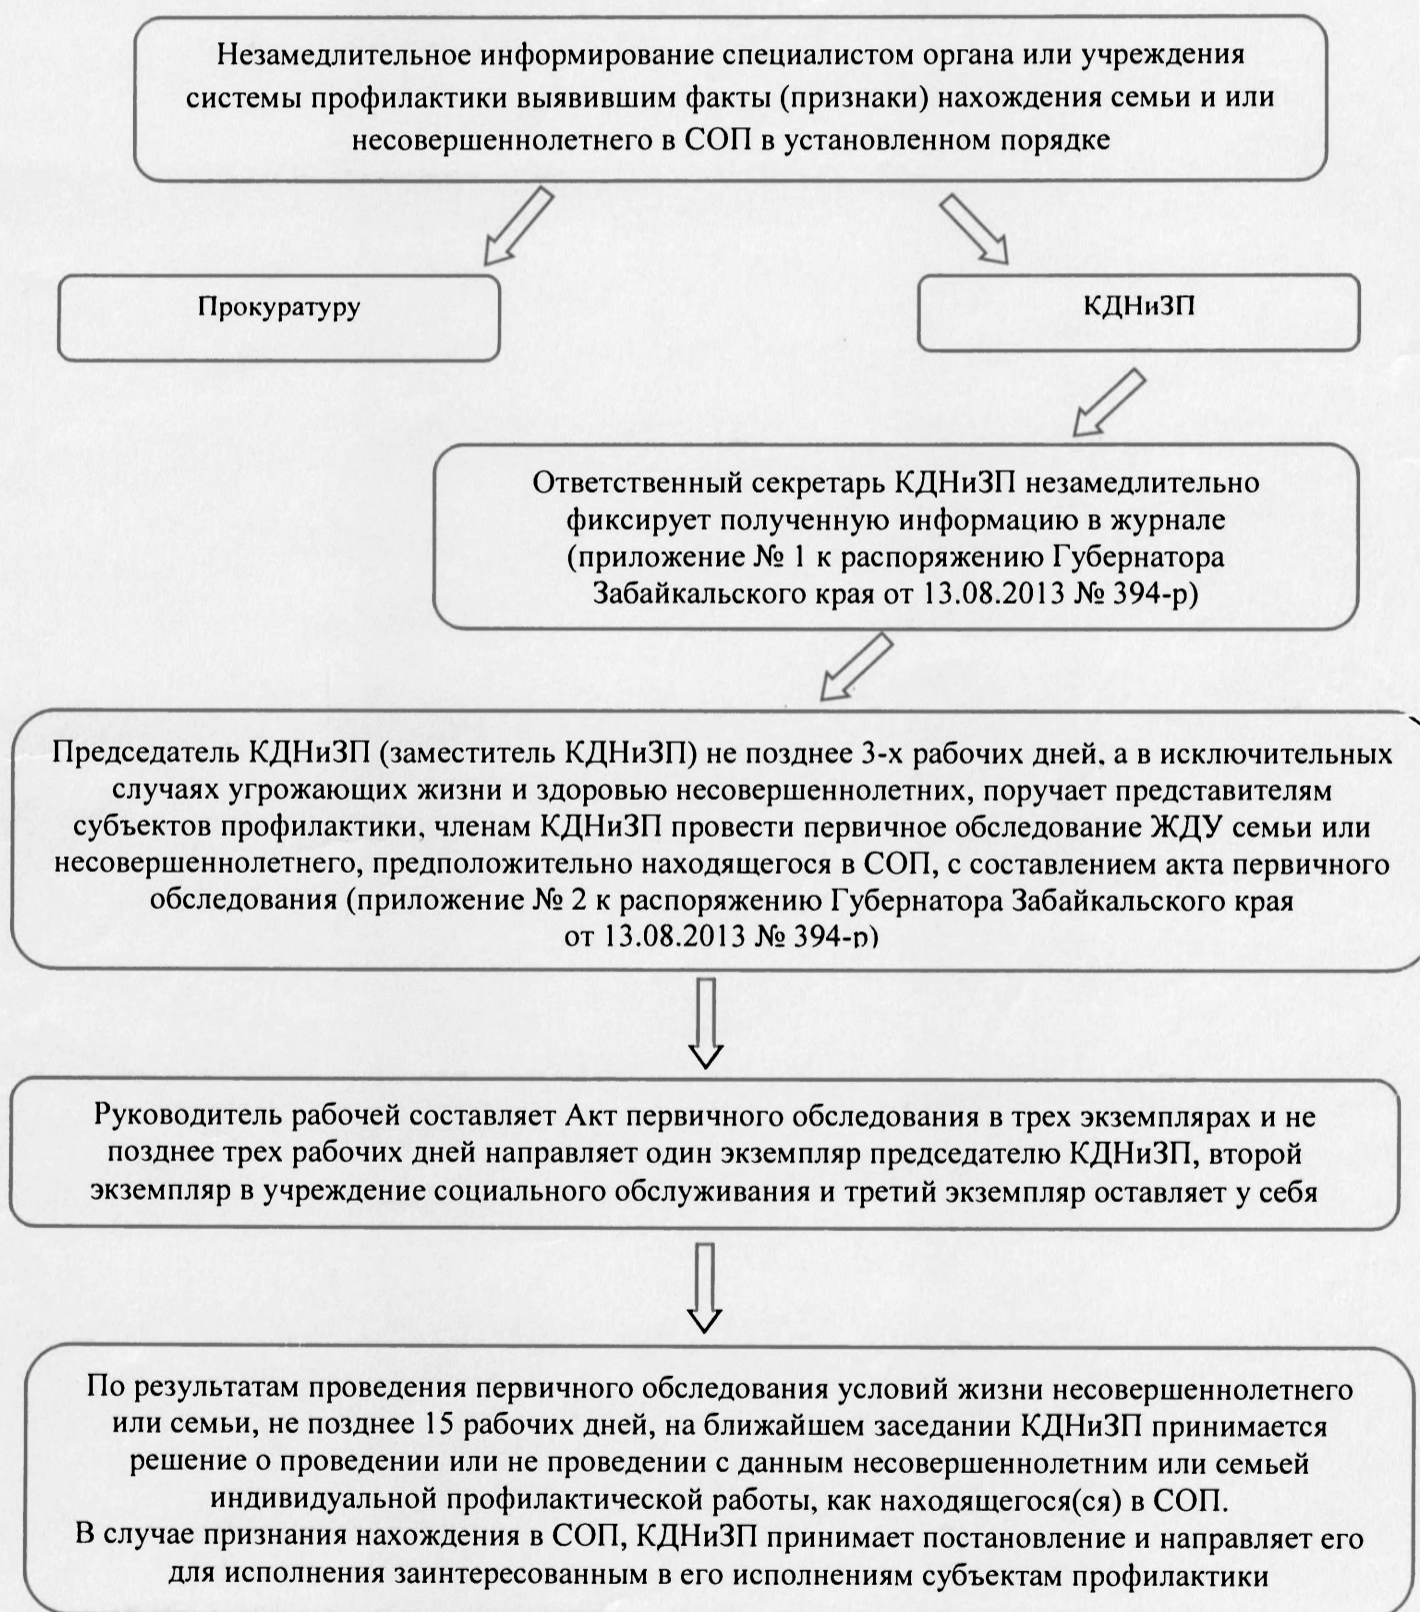 Незамедлительное информирование специалистом органа или учреждения
системы профилактики выявившим факты (признаки) нахождения семьи и или
несовершеннолетнего в СОП в установленном порядке
Прокуратуру
КДНиЗП
Ответственный секретарь КДНиЗП незамедлительно
фиксирует полученную информацию в журнале
(приложение № 1 к распоряжению Губернатора
Забайкальского края от 13.08.2013 № 394-р)
Председатель КДНиЗП (заместитель КДНиЗП) не позднее 3-х рабочих дней, а в исключительных
случаях угрожающих жизни и здоровью несовершеннолетних, поручает представителям
субъектов профилактики, членам КДНиЗП провести первичное обследование ЖДУ семьи или
несовершеннолетнего, предположительно находящегося в СОП, с составлением акта первичного
обследования (приложение № 2 к распоряжению Губернатора Забайкальского края
от 13.08.2013 № 394-р)
Руководитель рабочей составляет Акт первичного обследования в трех экземплярах и не
позднее трех рабочих дней направляет один экземпляр председателю КДНиЗП, второй
экземпляр в учреждение социального обслуживания и третий экземпляр оставляет у себя
По результатам проведения первичного обследования условий жизни несовершеннолетнего
или семьи, не позднее 15 рабочих дней, на ближайшем заседании КДНиЗП принимается
решение о проведении или не проведении с данным несовершеннолетним или семьей
индивидуальной профилактической работы, как находящегося(ся) в СОП.
В случае признания нахождения в СОП, КДНиЗП принимает постановление и направляет его
для исполнения заинтересованным в его исполнениям субъектам профилактики